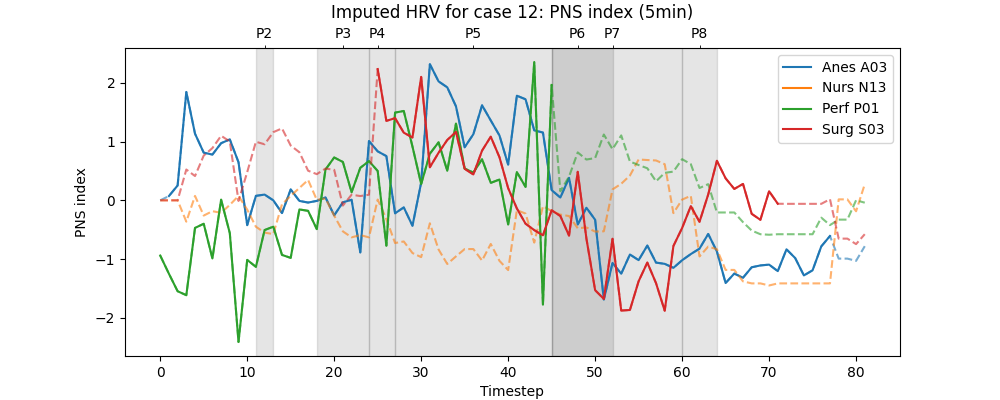 Imputed HRV for case 12: PNS index (5min)
P2 P3 P4 P5 P6 P7 P8
Anes A03
Nurs N13
Perf P01
Surg S03
PNS index
2
1
0
−1
−2
0 10 20 30 40 50 60 70 80
Timestep